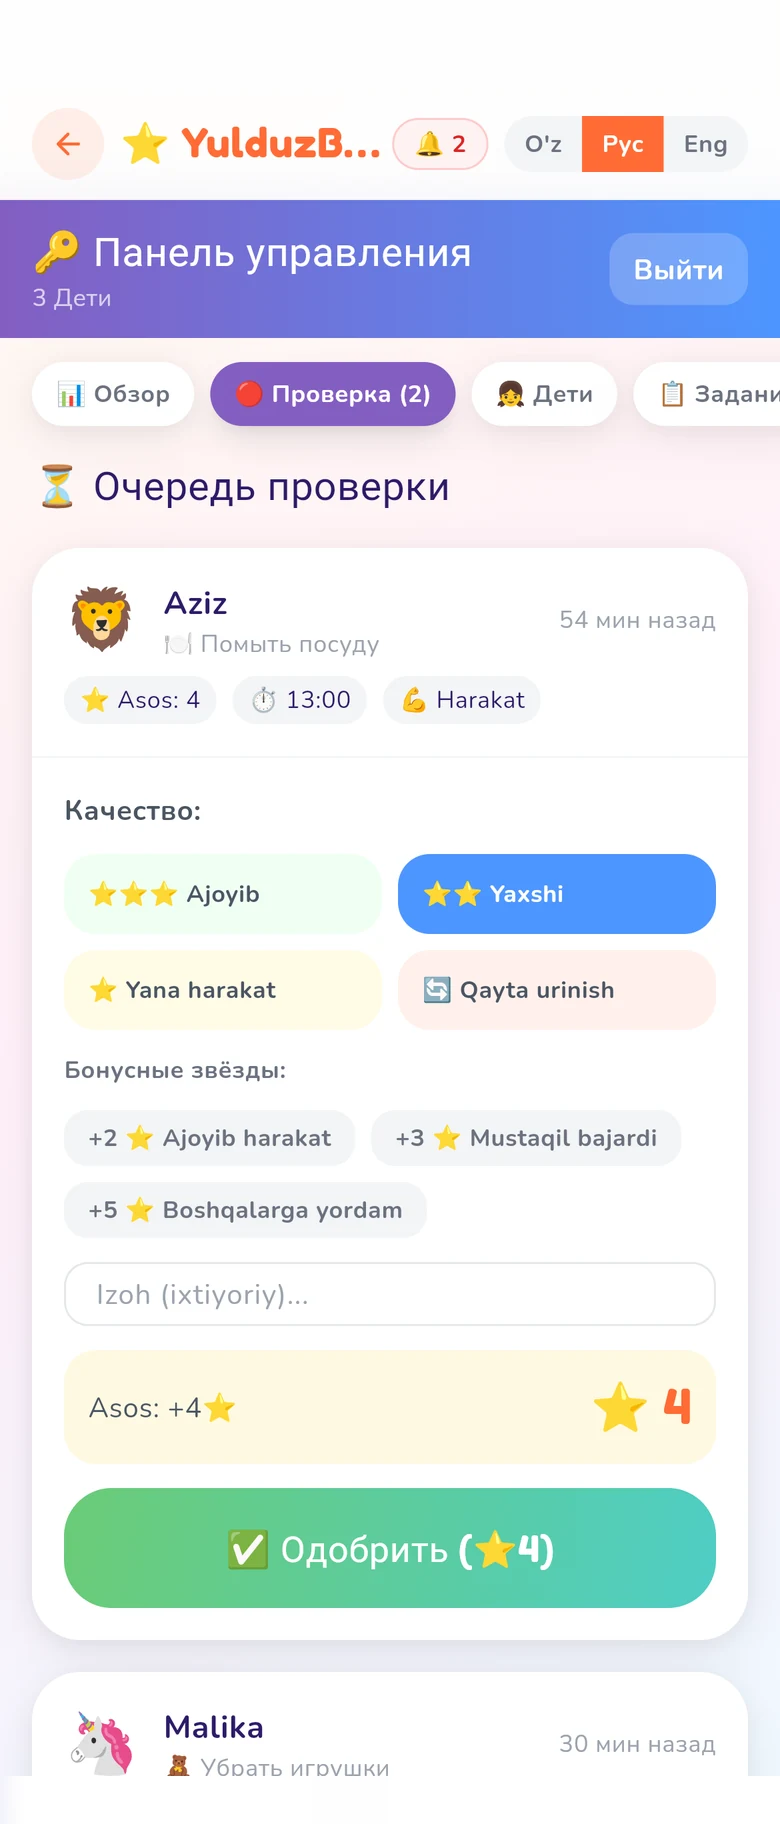 ← ⭐ YulduzB... 🔔 2 O'z Рус Eng
🔑 Панель управления
3 Дети
Выйти
📊 Обзор 🔴 Проверка (2) 👧 Дети 📋 Задани
⏳ Очередь проверки
🦁 Aziz
🍽️ Помыть посуду
54 мин назад
⭐ Asos: 4 ⏱️ 13:00 💪 Harakat
Качество:
⭐⭐⭐ Ajoyib ⭐⭐ Yaxshi
⭐ Yana harakat 🔄 Qayta urinish
Бонусные звёзды:
+2 ⭐ Ajoyib harakat +3 ⭐ Mustaqil bajardi
+5 ⭐ Boshqalarga yordam
Izoh (ixtiyoriy)...
Asos: +4⭐ ⭐ 4
✅ Одобрить (⭐4)
🦄 Malika
🧸 Убрать игрушки
30 мин назад